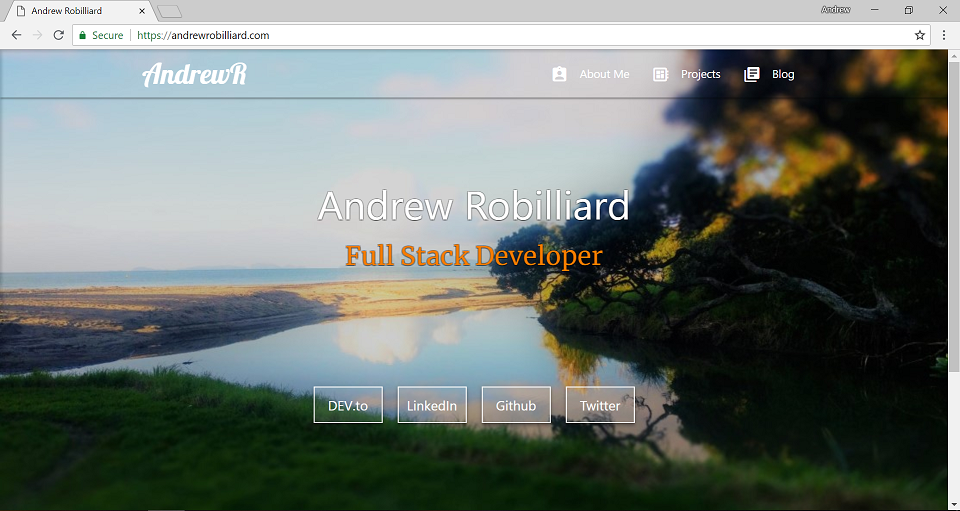 Andrew Robilliard
Andrew
Secure
https://andrewrobilliard.com
AndrewR
About Me
Projects
Blog
Andrew Robilliard
Full Stack Developer
DEV.to
LinkedIn
Github
Twitter